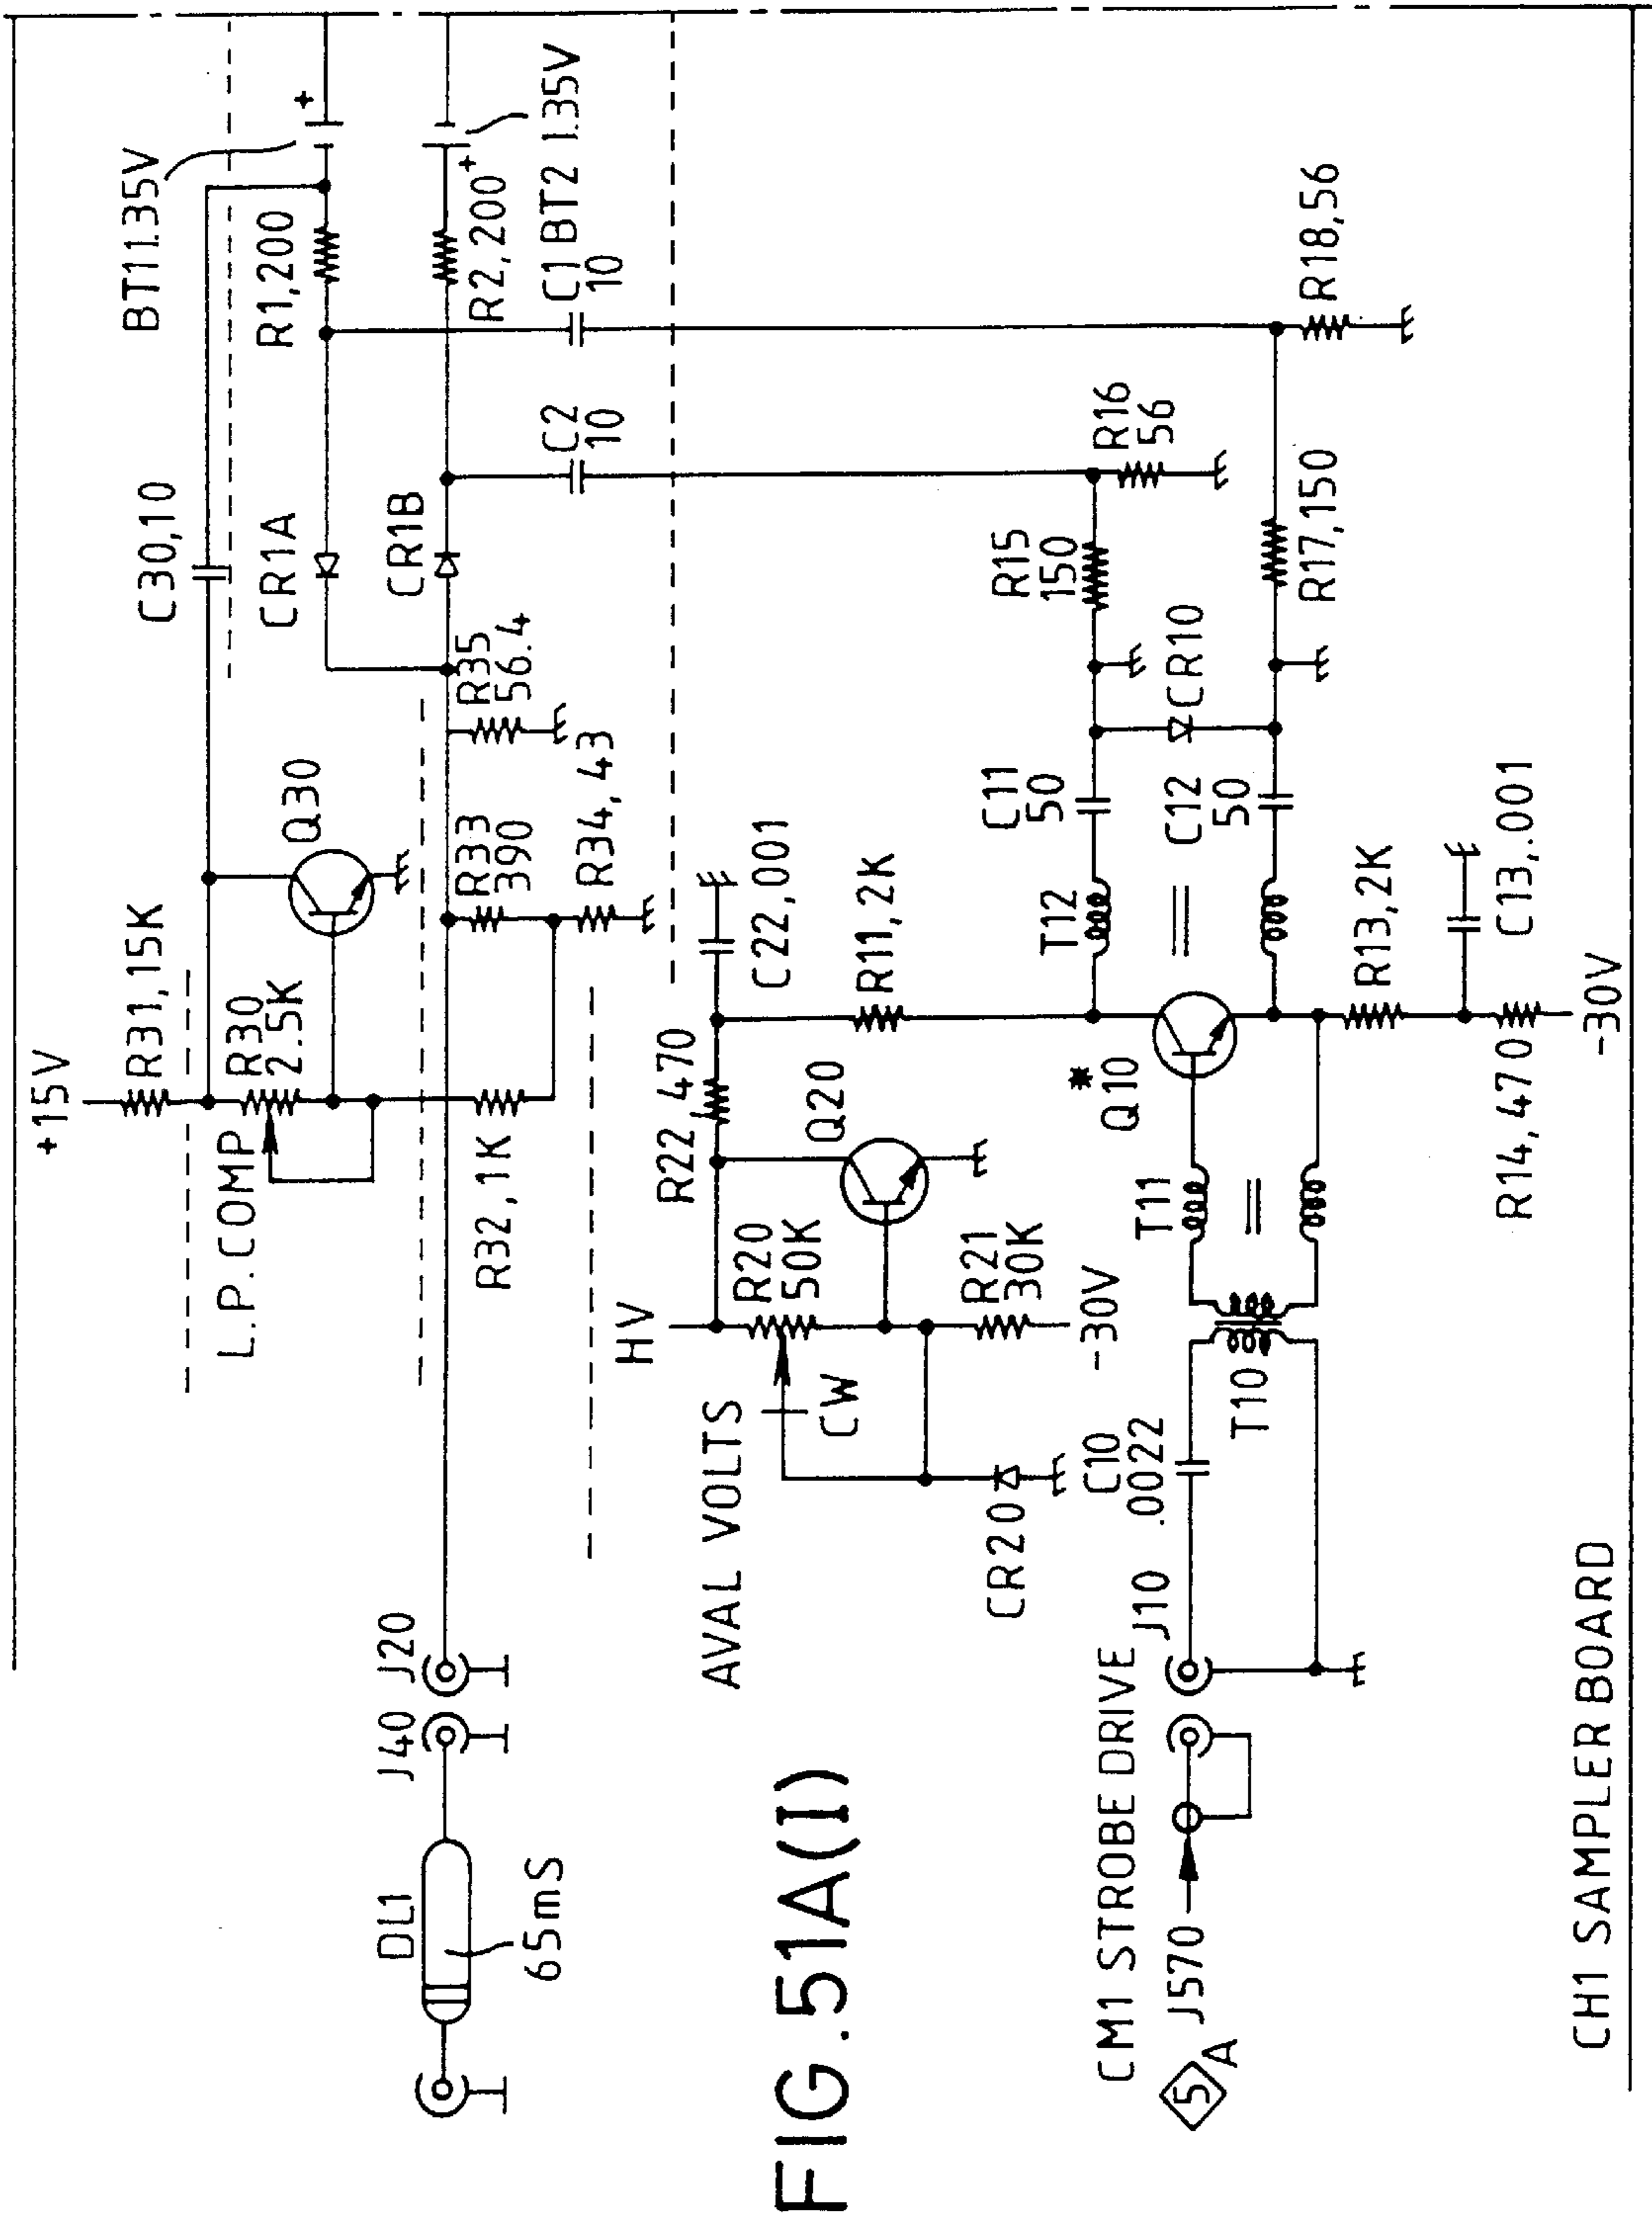 +15V
R31,15K
L.P.COMP
R30
2.5K
Q30
C30,10
BT11.35V
R1,200
CR1A
CR1B
R2,200
+
+
C1 BT2 1.35V
10
C2
10
R35
56.4
R33
390
R34, 43
R32,1K
DL1
65mS
J40
J20
HV
AVAL VOLTS
CW
R20
50K
R22 470
Q20
R21
30K
-30V
CR20
C22,001
R11,2K
T12
C11
50
C12
50
CR10
R15
150
R16
56
R17,150
R18,56
*
Q10
T11
T10
C10
.0022
J10
CM1 STROBE DRIVE
J570
5
A
R13,2K
C13,.001
R14,470
-30V
CH1 SAMPLER BOARD
FIG.51A(I)